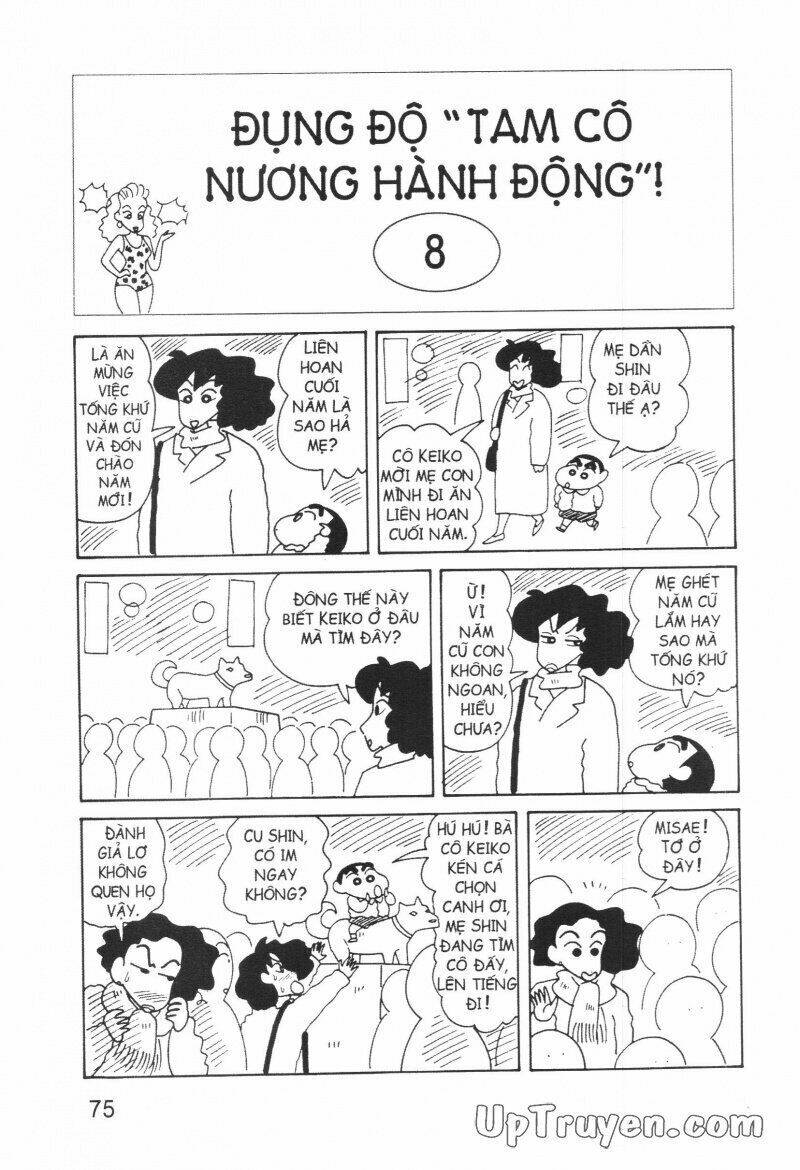 ĐỤNG ĐỘ "TAM CÔ
NƯƠNG HÀNH ĐỘNG"!
8
MẸ DẪN
SHIN
ĐI ĐÂU
THẾ Ạ?
CÔ KEIKO
MỜI MẸ CON
MÌNH ĐI ĂN
LIÊN HOAN
CUỐI NĂM.
LIÊN
HOAN
CUỐI
NĂM LÀ
SAO HẢ
MẸ?
LÀ ĂN
MỪNG
VIỆC
TỐNG KHỨ
NĂM CŨ
VÀ ĐÓN
CHÀO
NĂM
MỚI!
MẸ GHÉT
NĂM CŨ
LẮM HAY
SAO MÀ
TỐNG KHỨ
NÓ?
Ừ!
VÌ
NĂM
CŨ CON
KHÔNG
NGOAN,
HIỂU
CHƯA?
ĐÔNG THẾ NÀY
BIẾT KEIKO Ở ĐÂU
MÀ TÌM ĐÂY?
MISAE!
TỚ Ở
ĐÂY!
HÚ HÚ! BÀ
CÔ KEIKO
KÉN CÁ
CHỌN
CANH ƠI,
MẸ SHIN
ĐANG TÌM
CÔ ĐẤY,
LÊN TIẾNG
ĐI!
CU SHIN,
CÓ IM
NGAY
KHÔNG?
ĐÀNH
GIẢ LƠ
KHÔNG
QUEN HỌ
VẬY.
75
UpTruyen.com